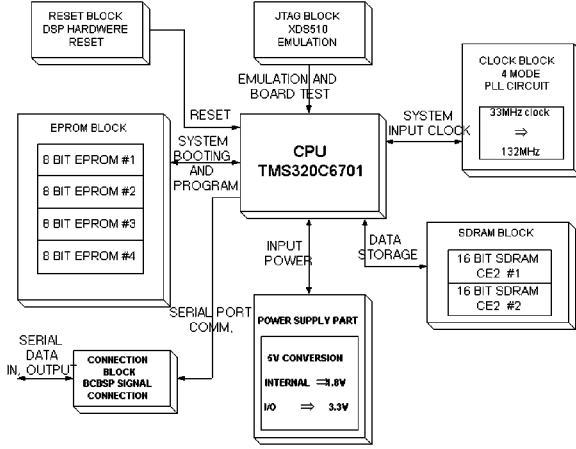 RESET BLOCK
DSP HARDWERE
RESET
JTAG BLOCK
XDS510
EMULATION
CLOCK BLOCK
4 MODE
PLL CIRCUIT
33MHz clock
⇒
132MHz
EMULATION AND
BOARD TEST
RESET
SYSTEM
INPUT CLOCK
EPROM BLOCK
8 BIT EPROM #1
8 BIT EPROM #2
8 BIT EPROM #3
8 BIT EPROM #4
SYSTEM
BOOTING
AND
PROGRAM
CPU
TMS320C6701
INPUT
POWER
DATA
STORAGE
SDRAM BLOCK
16 BIT SDRAM
CE2 #1
16 BIT SDRAM
CE2 #2
SERIAL PORT
COMM,
POWER SUPPLY PART
5V CONVERSION
INTERNAL ⇒1.8V
I/O ⇒ 3.3V
SERIAL
DATA
IN, OUTPUT
CONNECTION
BLOCK
BCBSP SIGNAL
CONNECTION